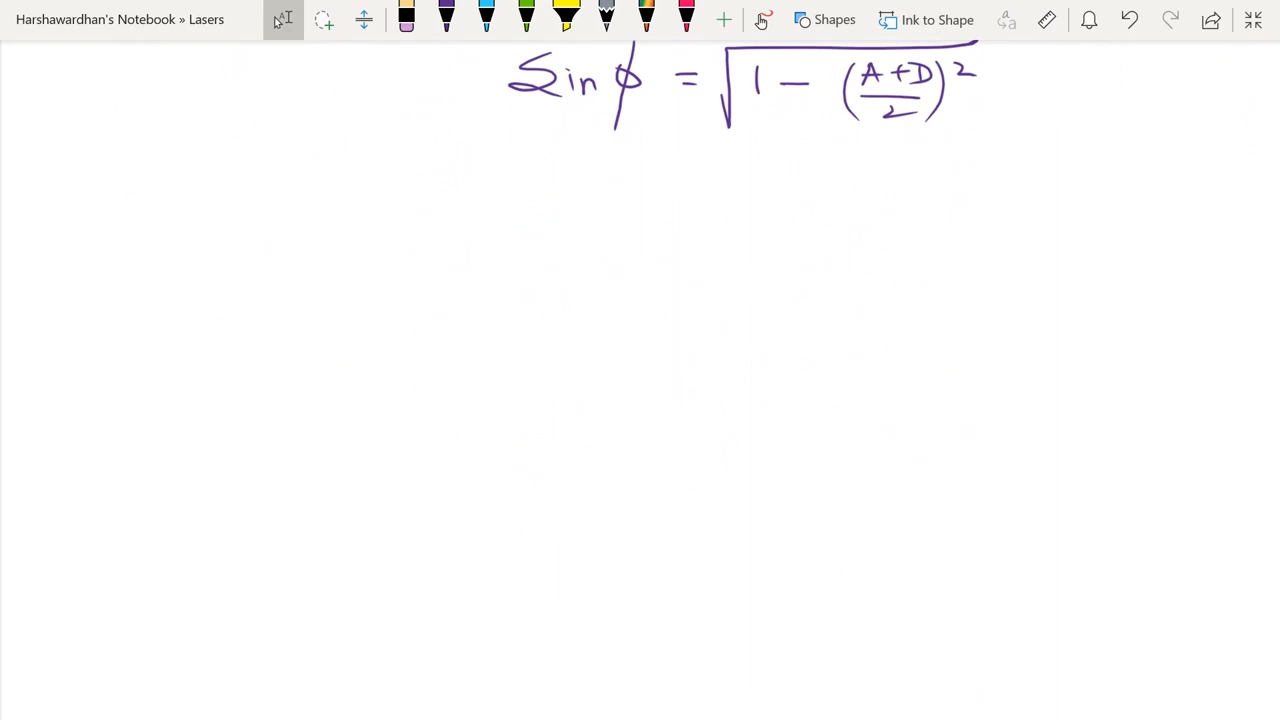 Harshawardhan's Notebook » Lasers Shapes Ink to Shape
Sin ϕ = √(1 − ((A+D)/2)²)